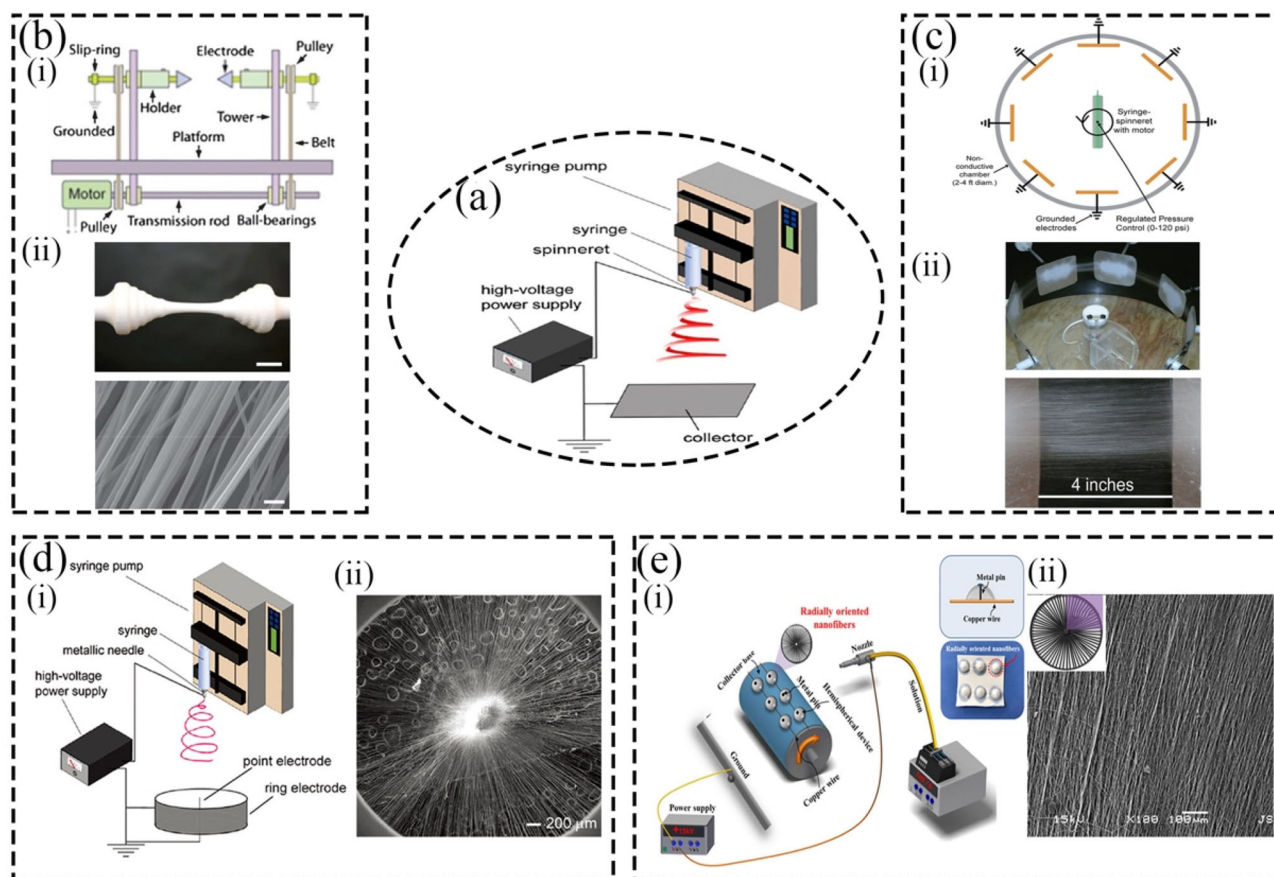 (b)
(i)
Slip-ring
Electrode
Pulley
Holder
Tower
Grounded
Platform
Belt
Motor
Pulley
Transmission rod
Ball-bearings
(ii)
(a)
syringe pump
syringe
spinneret
high-voltage
power supply
collector
(c)
(i)
Syringe-
spinneret
with motor
Non-
conductive
chamber
(2-4 ft diam.)
Grounded
electrodes
Regulated Pressure
Control (0-120 psi)
(ii)
4 inches
(d)
(i)
syringe pump
syringe
metallic needle
high-voltage
power supply
point electrode
ring electrode
(ii)
200 μm
(e)
(i)
Radially oriented
nanofibers
Collector base
Metal pin
Hemispherical device
Nozzle
Solution
Ground
Copper wire
Power supply
Metal pin
Copper wire
Radially oriented nanofibers
(ii)
15kV X100 100μm JS